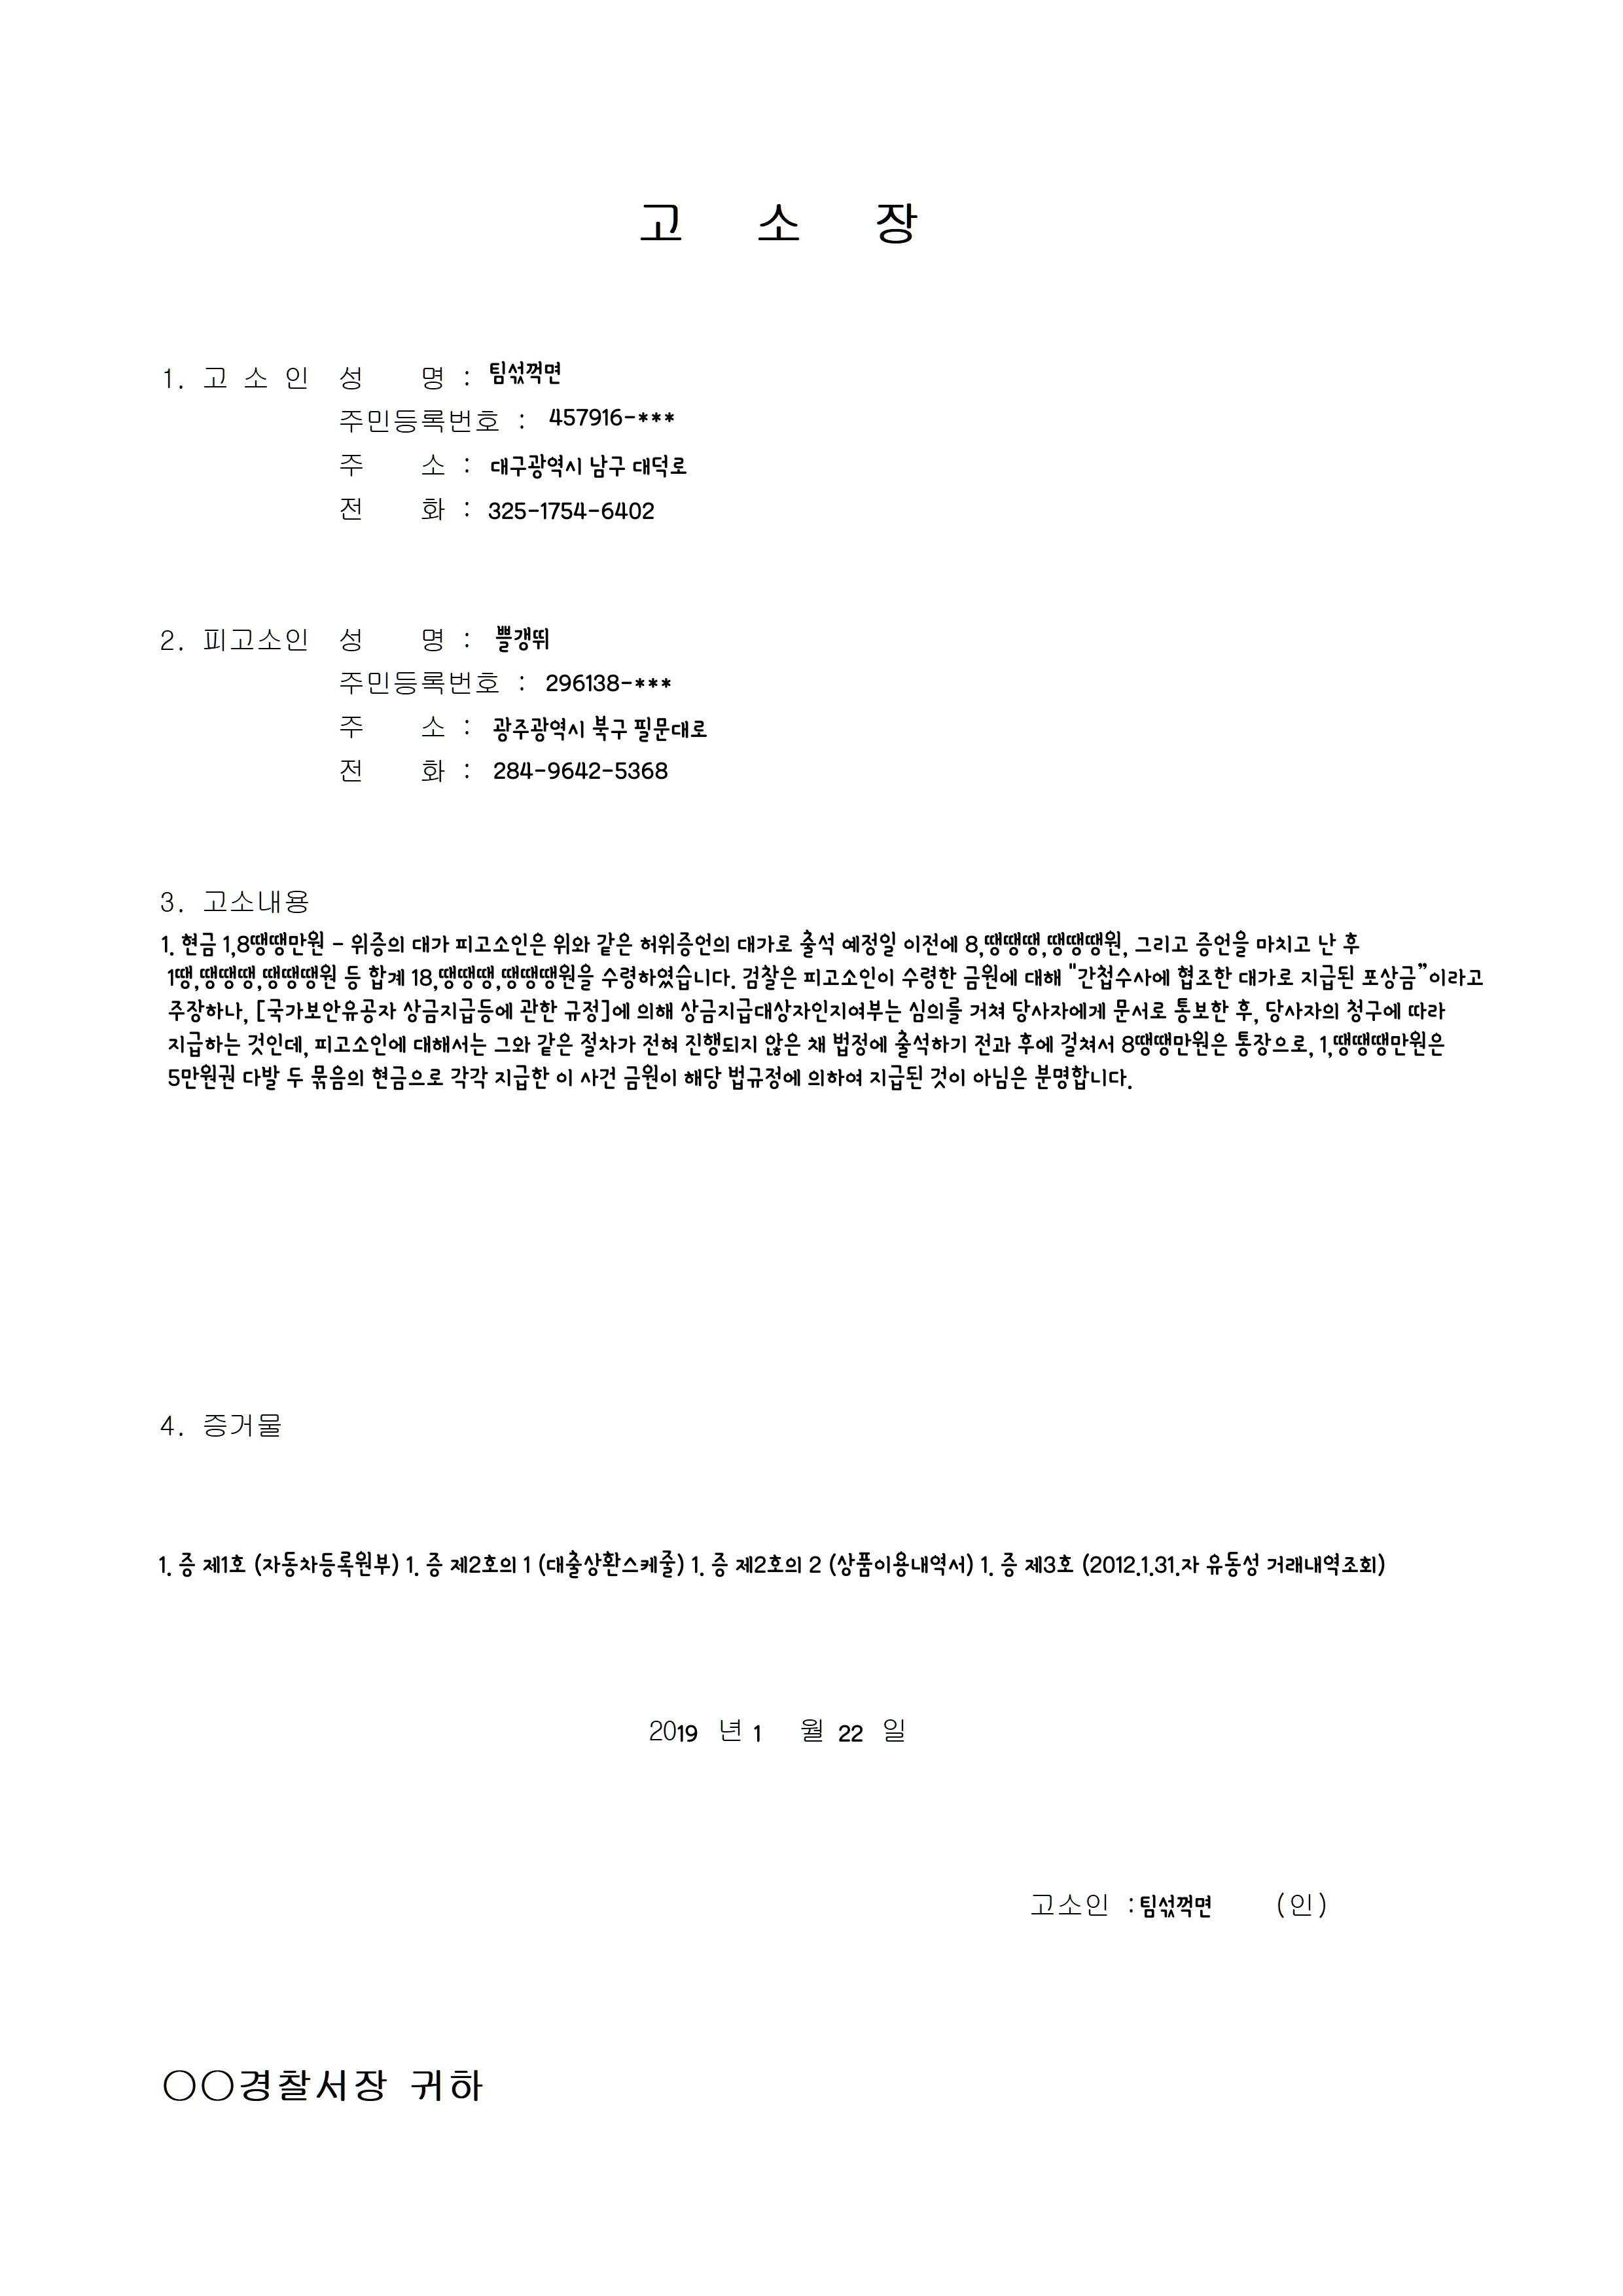 고 소 장
1. 고 소 인 성 명 : 팀섟꺽면
주민등록번호 : 457916-***
주 소 : 대구광역시 남구 대덕로
전 화 : 325-1754-6402
2. 피고소인 성 명 : 쁠갱뛰
주민등록번호 : 296138-***
주 소 : 광주광역시 북구 필문대로
전 화 : 284-9642-5368
3. 고소내용
1. 현금 1,8땡땡만원 - 위증의 대가 피고소인은 위와 같은 허위증언의 대가로 출석 예정일 이전에 8,땡땡땡,땡땡땡원, 그리고 증언을 마치고 난 후
1땡,땡땡땡,땡땡땡원 등 합계 18,땡땡땡,땡땡땡원을 수령하였습니다. 검찰은 피고소인이 수령한 금원에 대해 "간첩수사에 협조한 대가로 지급된 포상금”이라고
주장하나, [국가보안유공자 상금지급등에 관한 규정]에 의해 상금지급대상자인지여부는 심의를 거쳐 당사자에게 문서로 통보한 후, 당사자의 청구에 따라
지급하는 것인데, 피고소인에 대해서는 그와 같은 절차가 전혀 진행되지 않은 채 법정에 출석하기 전과 후에 걸쳐서 8땡땡만원은 통장으로, 1,땡땡땡만원은
5만원권 다발 두 묶음의 현금으로 각각 지급한 이 사건 금원이 해당 법규정에 의하여 지급된 것이 아님은 분명합니다.
4. 증거물
1. 증 제1호 (자동차등록원부) 1. 증 제2호의 1 (대출상환스케줄) 1. 증 제2호의 2 (상품이용내역서) 1. 증 제3호 (2012.1.31.자 유동성 거래내역조회)
2019 년 1 월 22 일
고소인 :팀섟꺽면 (인)
○○경찰서장 귀하